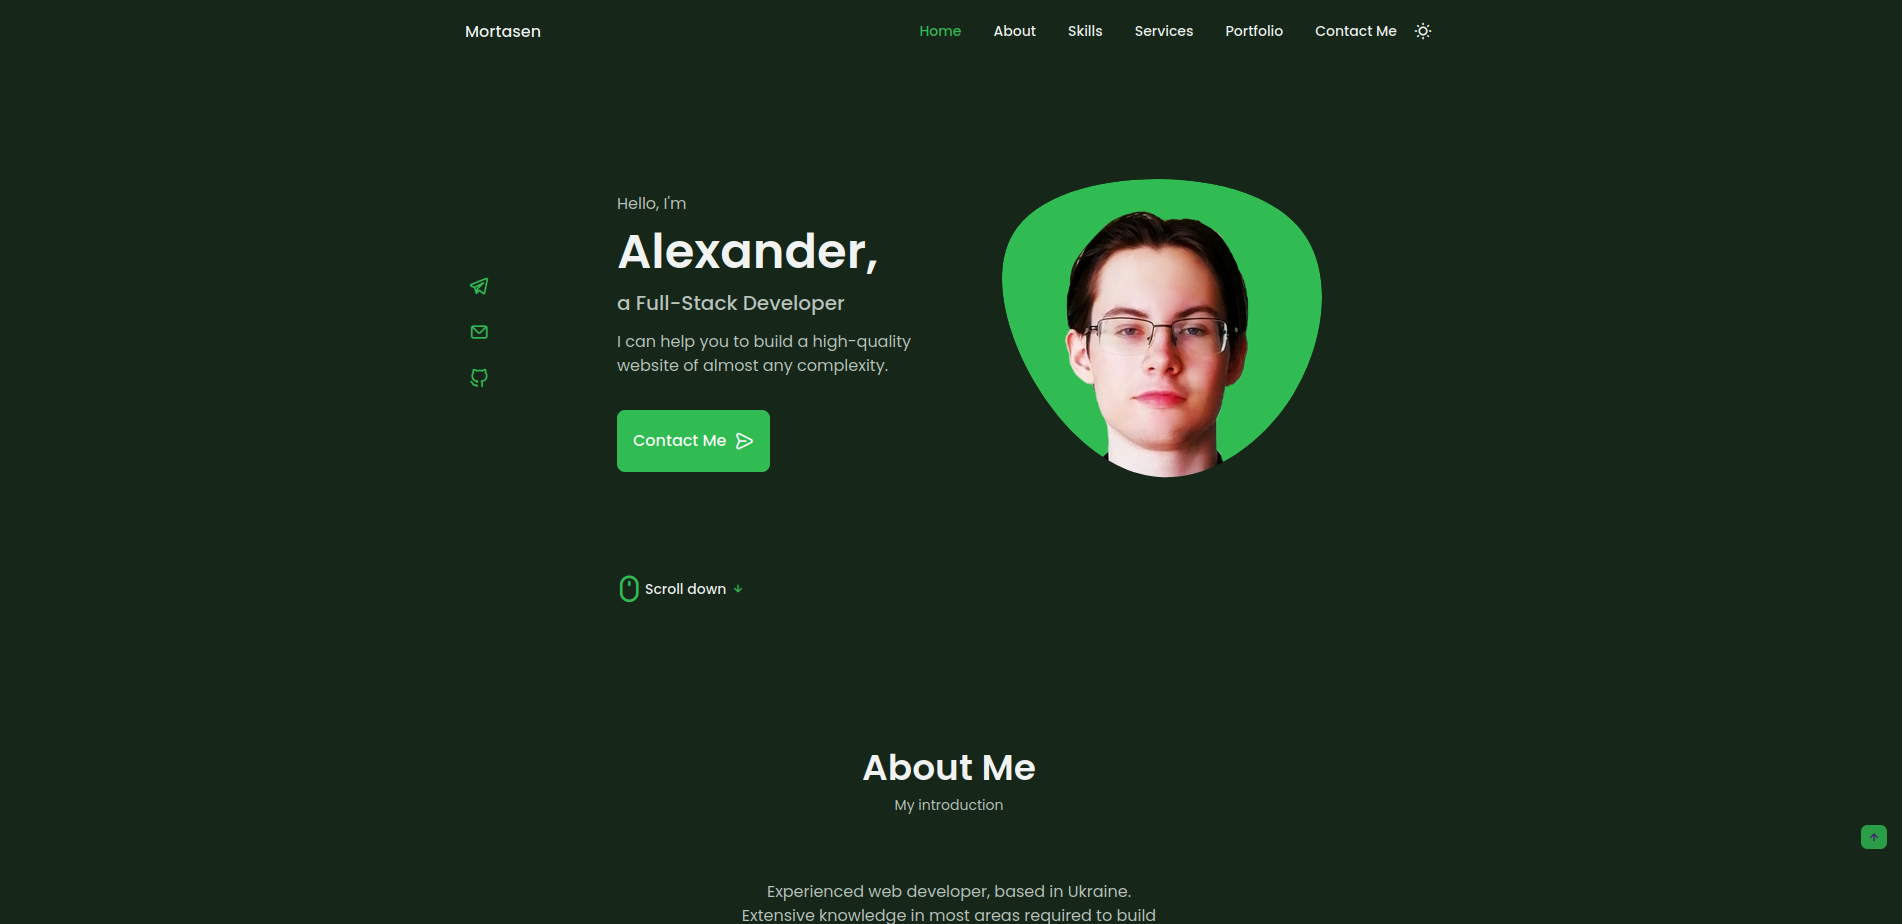 Mortasen
Home About Skills Services Portfolio Contact Me
Hello, I'm
Alexander,
a Full-Stack Developer
I can help you to build a high-quality
website of almost any complexity.
Contact Me
Scroll down
About Me
My introduction
Experienced web developer, based in Ukraine.
Extensive knowledge in most areas required to build